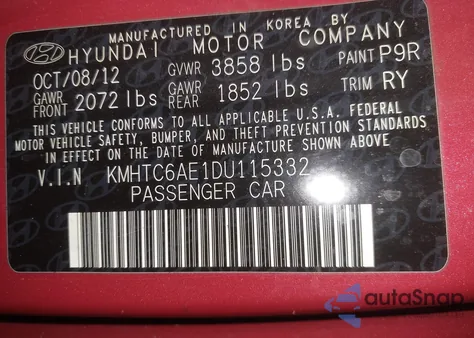 MANUFACTURED IN KOREA BY
HYUNDAI MOTOR COMPANY
OCT/08/12 GVWR 3858 lbs PAINT P9R
GAWR FRONT 2072 lbs GAWR REAR 1852 lbs TRIM RY
THIS VEHICLE CONFORMS TO ALL APPLICABLE U.S.A. FEDERAL
MOTOR VEHICLE SAFETY, BUMPER, AND THEFT PREVENTION STANDARDS
IN EFFECT ON THE DATE OF MANUFACTURE SHOWN ABOVE
V.I.N KMHTC6AE1DU115332
PASSENGER CAR
autoSnap